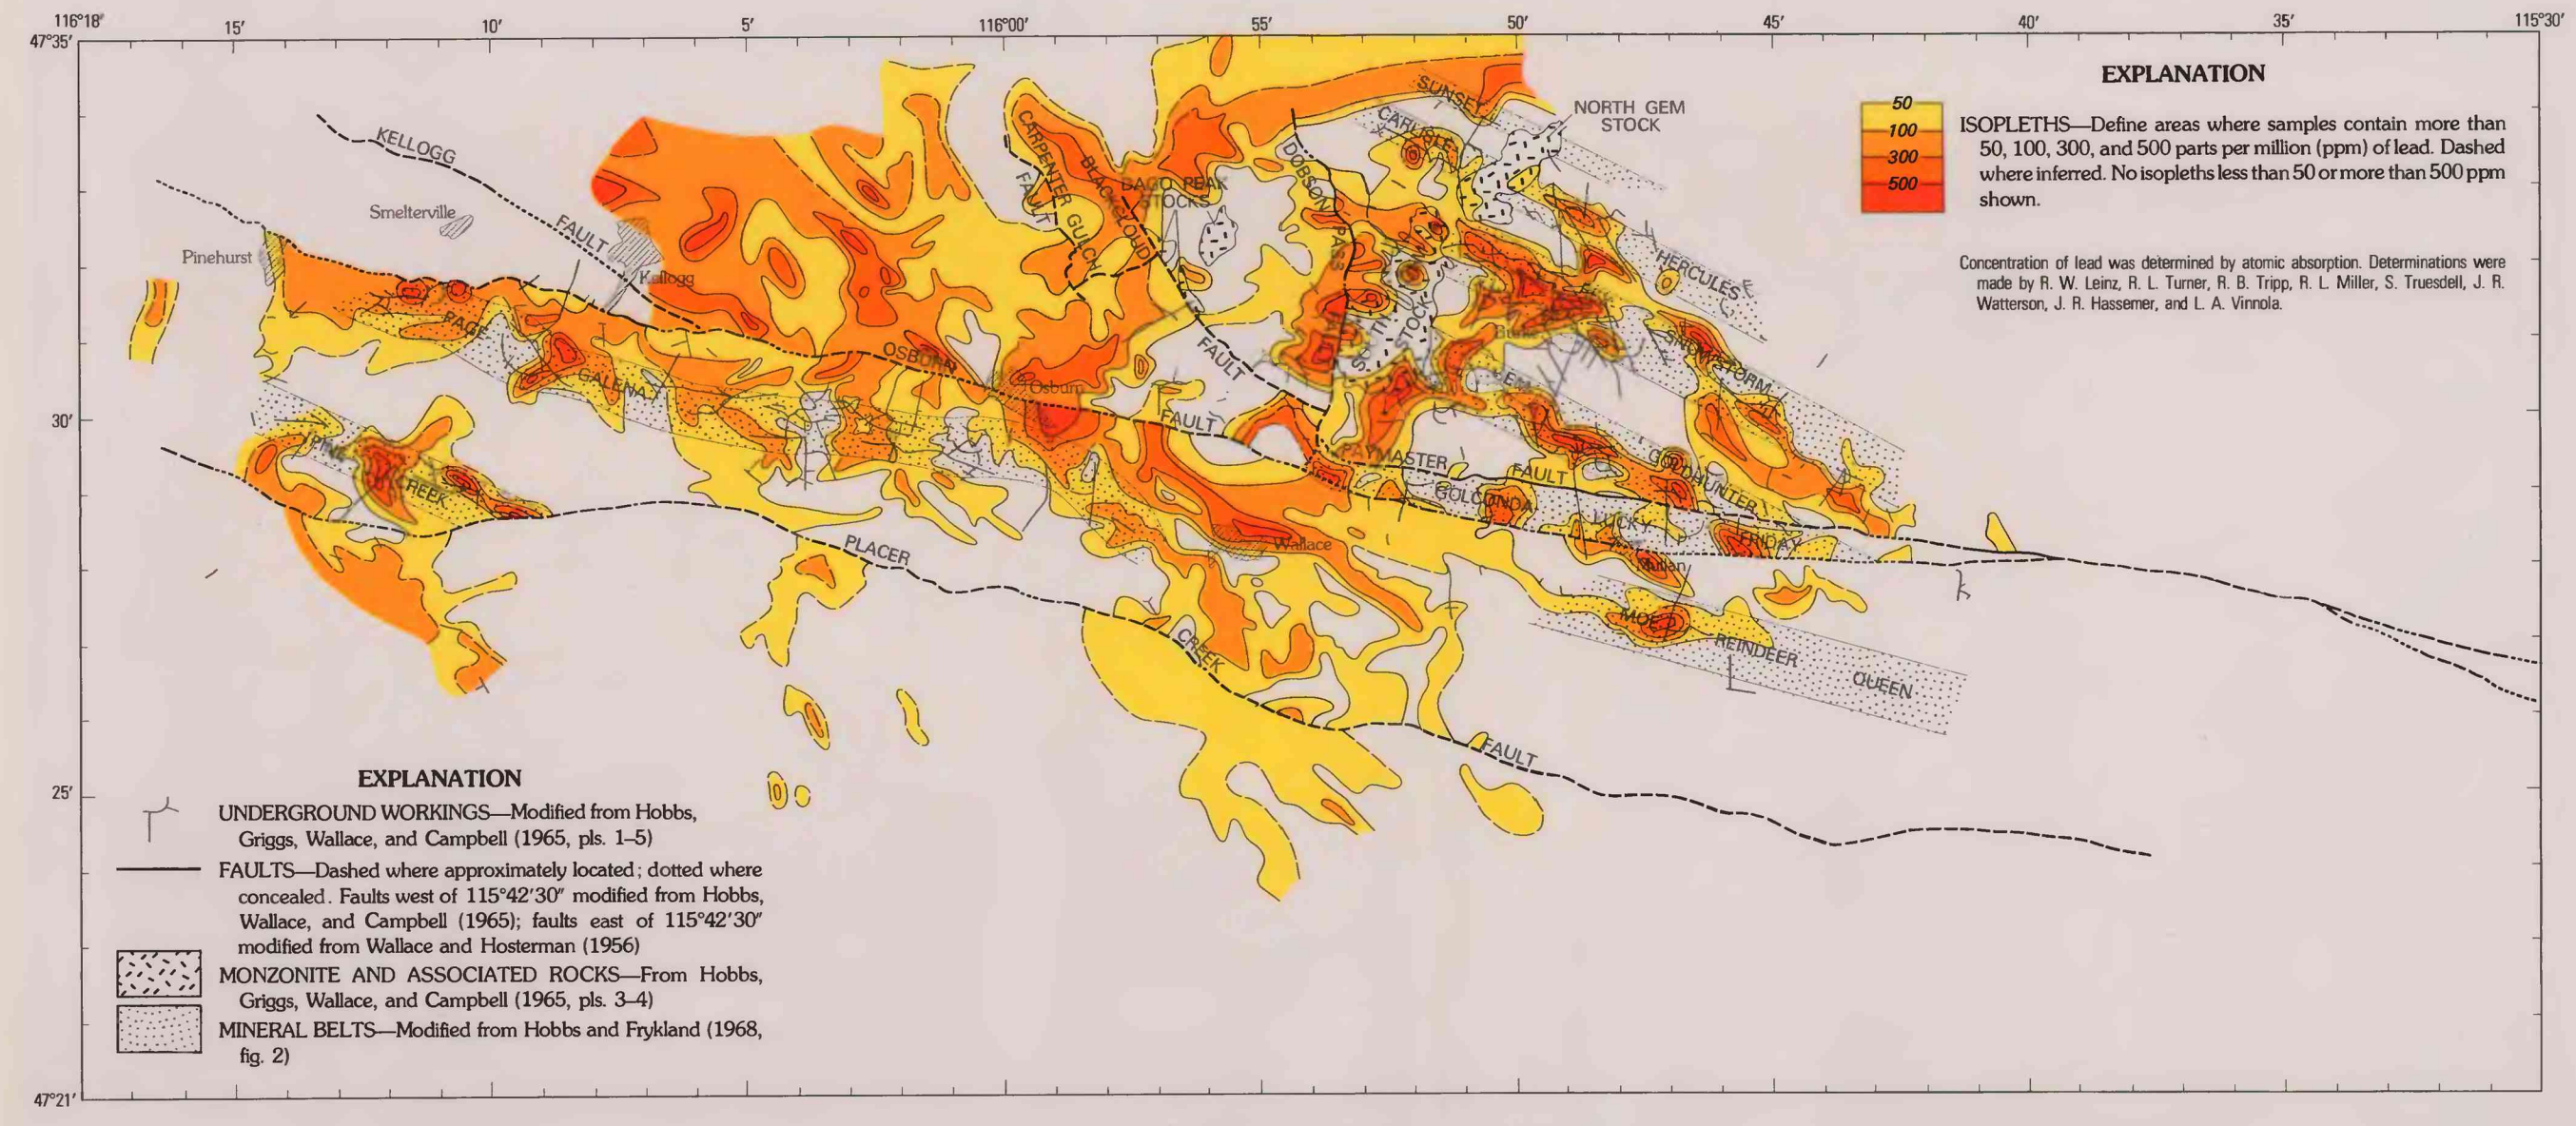 116°18′ 15′ 10′ 5′ 116°00′ 55′ 50′ 45′ 40′ 35′ 115°30′
47°35′
EXPLANATION
50
100
300
500
ISOPLETHS—Define areas where samples contain more than
50, 100, 300, and 500 parts per million (ppm) of lead. Dashed
where inferred. No isopleths less than 50 or more than 500 ppm
shown.
Concentration of lead was determined by atomic absorption. Determinations were
made by R. W. Leinz, R. L. Turner, R. B. Tripp, R. L. Miller, S. Truesdell, J. R.
Watterson, J. R. Hassemer, and L. A. Vinnola.
SUNSET
NORTH GEM
STOCK
CARLISLE
KELLOGG
FAULT
CARPENTER GULCH
FAULT
BLACKCLOUD
FAULT
DAGO PEAK
STOCKS
DOBSON PASS
Smelterville
Pinehurst
Kellogg
HERCULES
SOUTH
STOCK
Burke
SNOWSTORM
PAGE
GALENA
OSBURN
FAULT
Osburn
GEM
30′
PINE
CREEK
PAYMASTER
FAULT
GOLDHUNTER
GOLCONDA
LUCKY
FRIDAY
Wallace
Mullan
PLACER
CREEK
FAULT
MOE
REINDEER
QUEEN
25′
EXPLANATION
UNDERGROUND WORKINGS—Modified from Hobbs,
Griggs, Wallace, and Campbell (1965, pls. 1–5)
FAULTS—Dashed where approximately located; dotted where
concealed. Faults west of 115°42′30″ modified from Hobbs,
Wallace, and Campbell (1965); faults east of 115°42′30″
modified from Wallace and Hosterman (1956)
MONZONITE AND ASSOCIATED ROCKS—From Hobbs,
Griggs, Wallace, and Campbell (1965, pls. 3–4)
MINERAL BELTS—Modified from Hobbs and Frykland (1968,
fig. 2)
47°21′